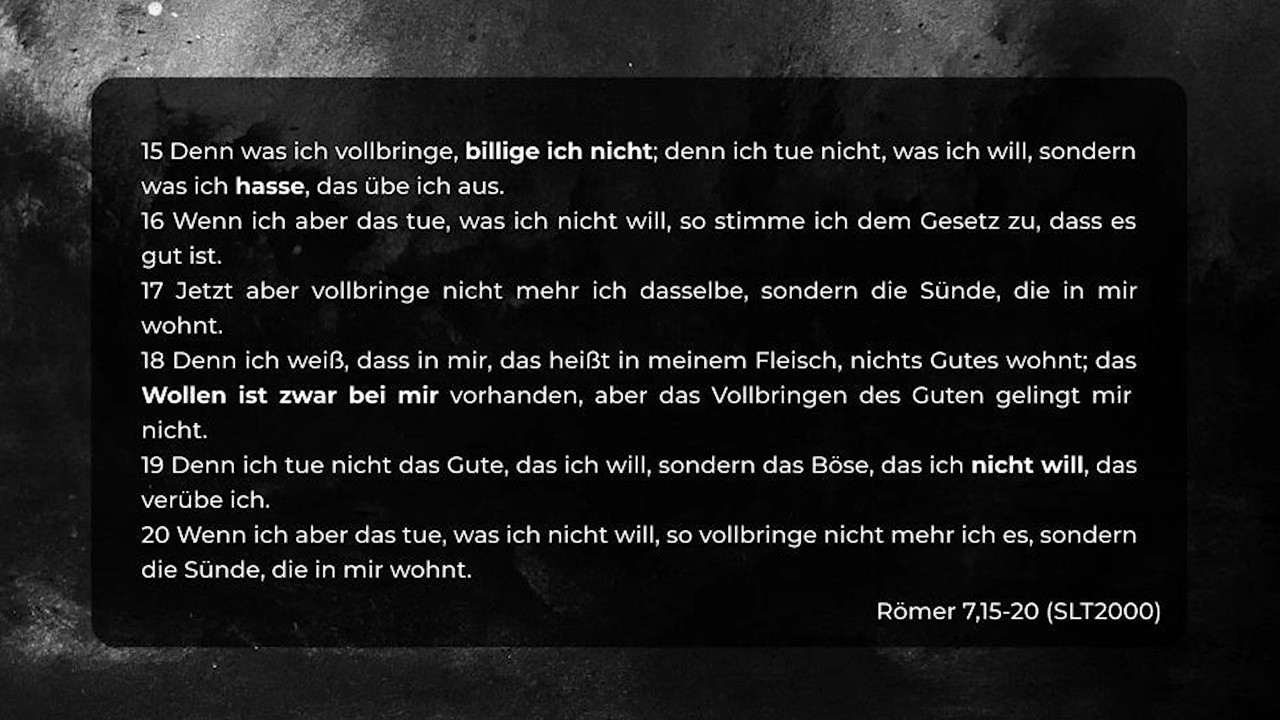 15 Denn was ich vollbringe, billige ich nicht; denn ich tue nicht, was ich will, sondern
was ich hasse, das übe ich aus.
16 Wenn ich aber das tue, was ich nicht will, so stimme ich dem Gesetz zu, dass es
gut ist.
17 Jetzt aber vollbringe nicht mehr ich dasselbe, sondern die Sünde, die in mir
wohnt.
18 Denn ich weiß, dass in mir, das heißt in meinem Fleisch, nichts Gutes wohnt; das
Wollen ist zwar bei mir vorhanden, aber das Vollbringen des Guten gelingt mir
nicht.
19 Denn ich tue nicht das Gute, das ich will, sondern das Böse, das ich nicht will, das
verübe ich.
20 Wenn ich aber das tue, was ich nicht will, so vollbringe nicht mehr ich es, sondern
die Sünde, die in mir wohnt.
Römer 7,15-20 (SLT2000)